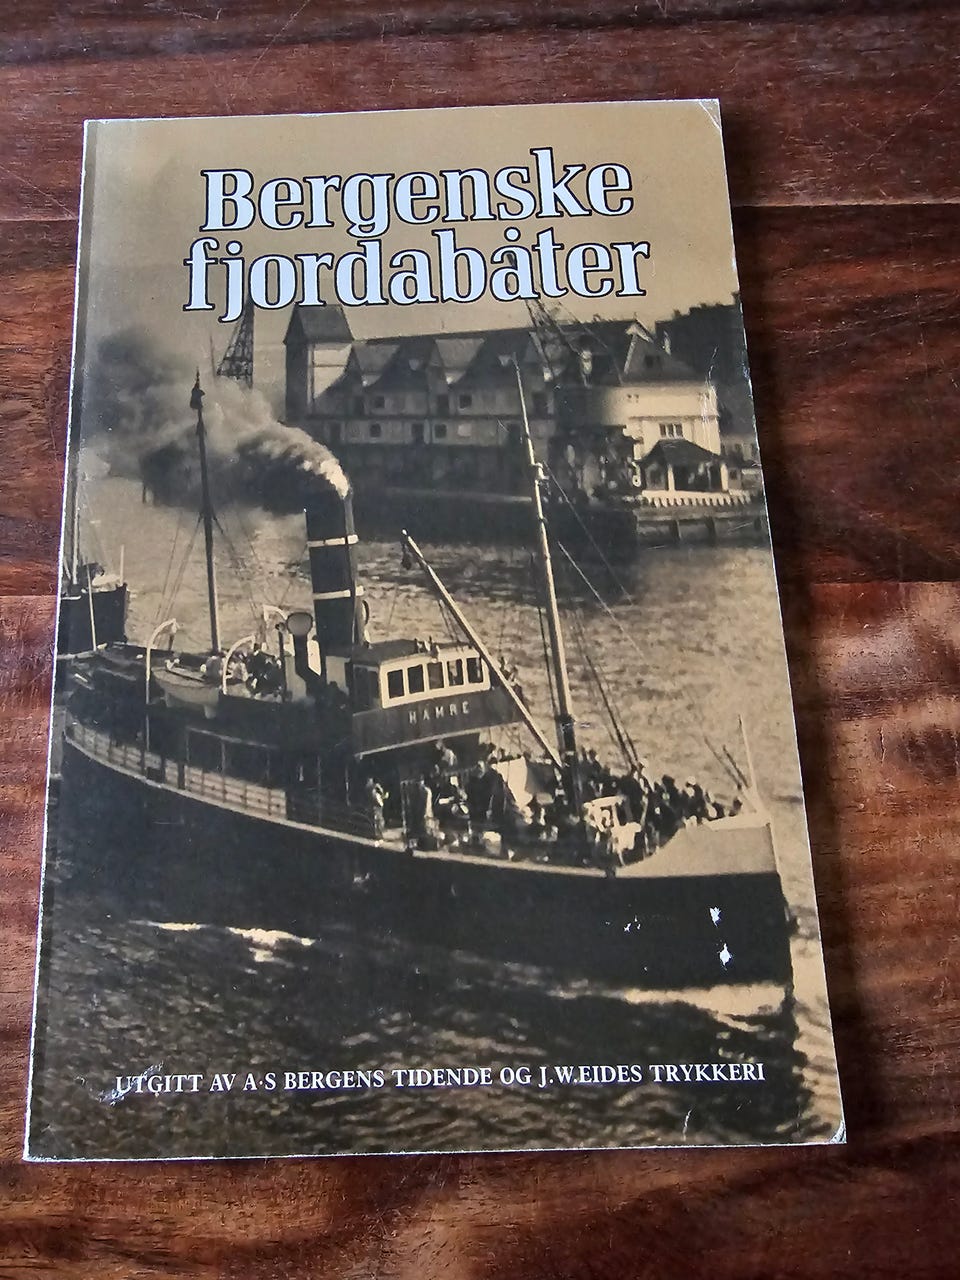 Bergenske
fjordabåter
HAMRE
UTGITT AV A·S BERGENS TIDENDE OG J.W.EIDES TRYKKERI